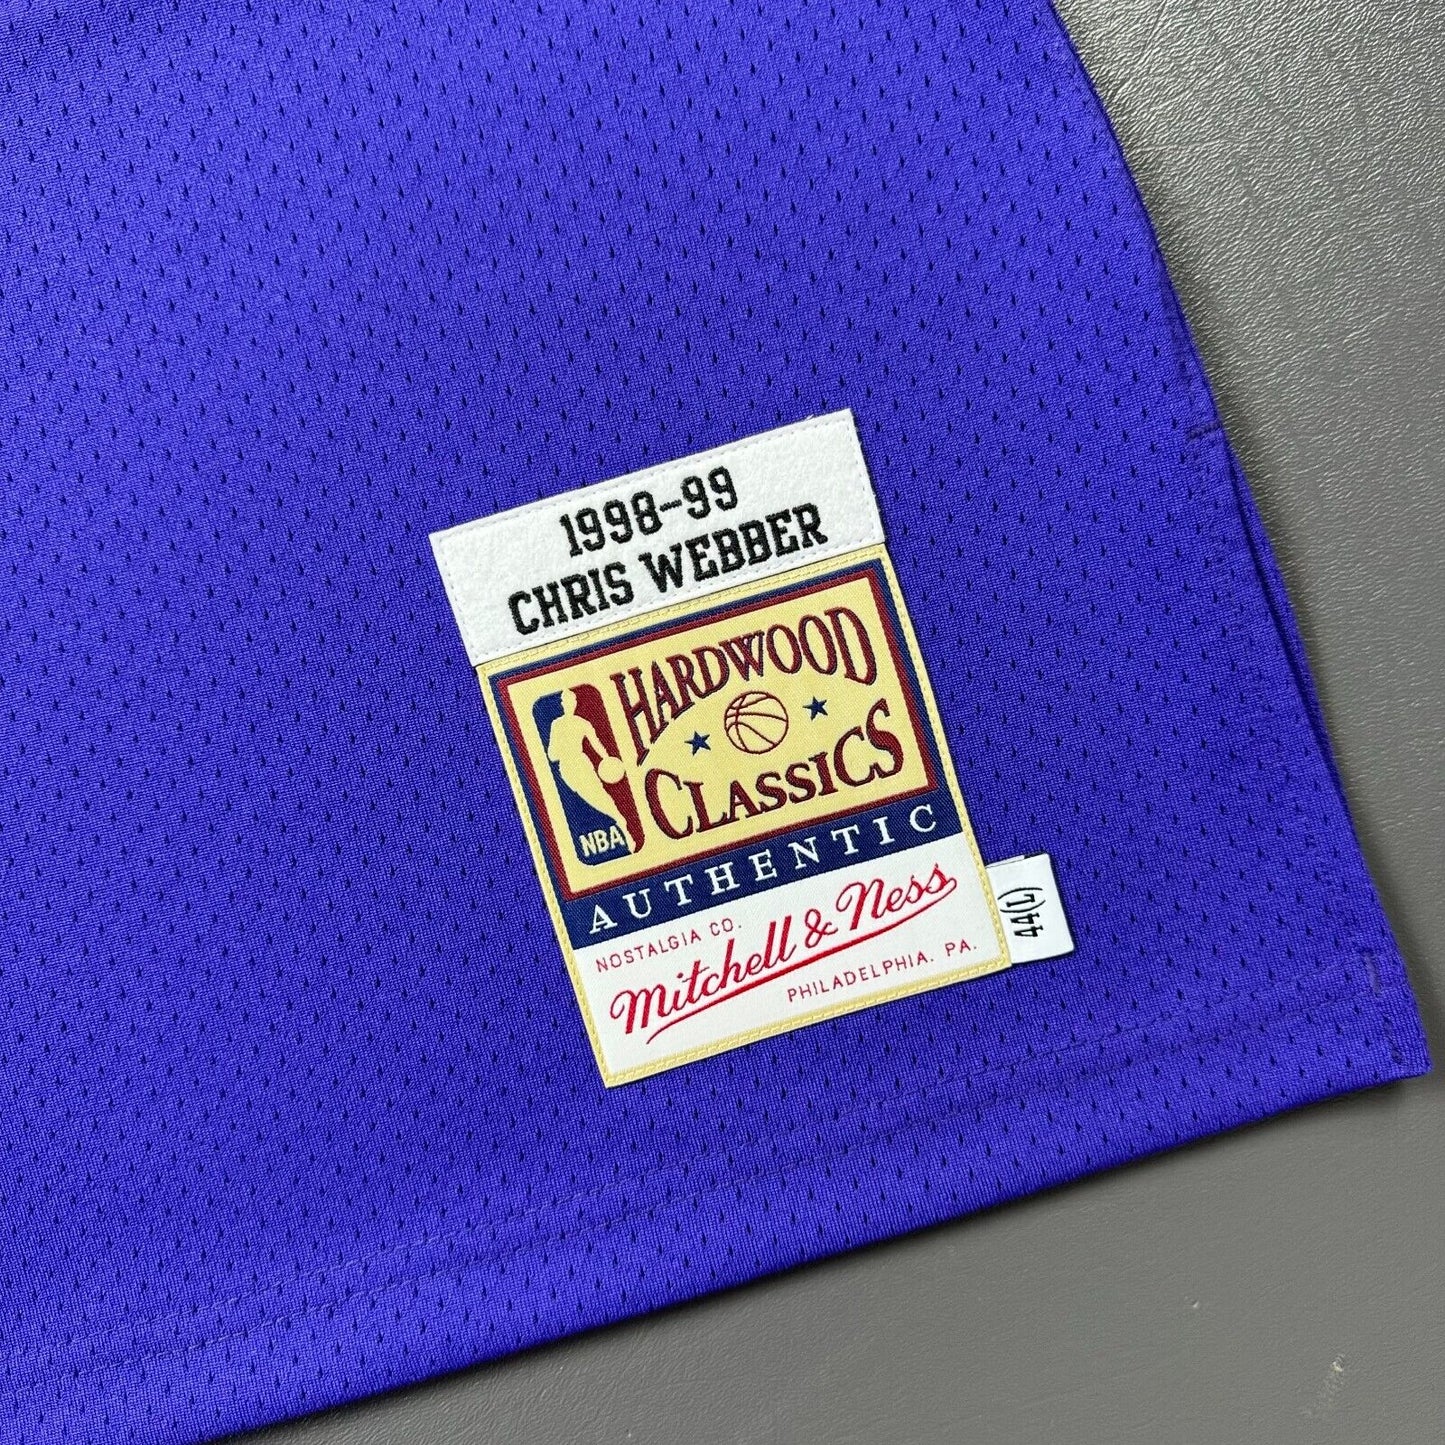 1998-99
CHRIS WEBBER
HARDWOOD
CLASSICS
NBA
AUTHENTIC
NOSTALGIA CO.
Mitchell & Ness
PHILADELPHIA, PA.
44(L)